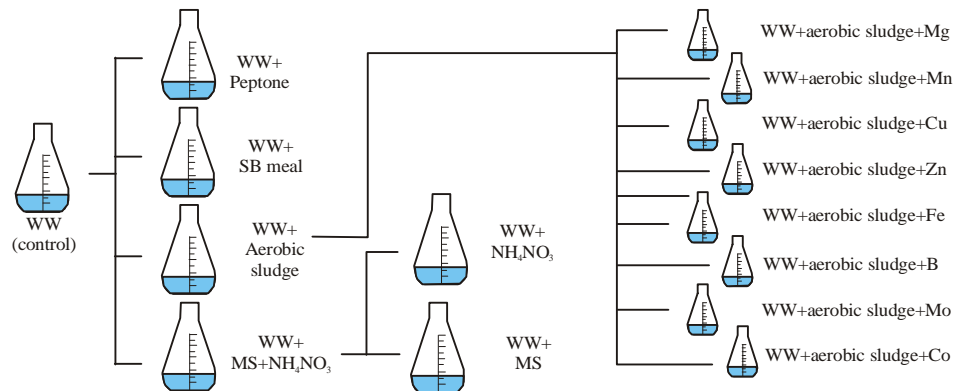 WW
(control)
WW+
Peptone
WW+
SB meal
WW+
Aerobic
sludge
WW+
MS+NH₄NO₃
WW+
NH₄NO₃
WW+
MS
WW+aerobic sludge+Mg
WW+aerobic sludge+Mn
WW+aerobic sludge+Cu
WW+aerobic sludge+Zn
WW+aerobic sludge+Fe
WW+aerobic sludge+B
WW+aerobic sludge+Mo
WW+aerobic sludge+Co